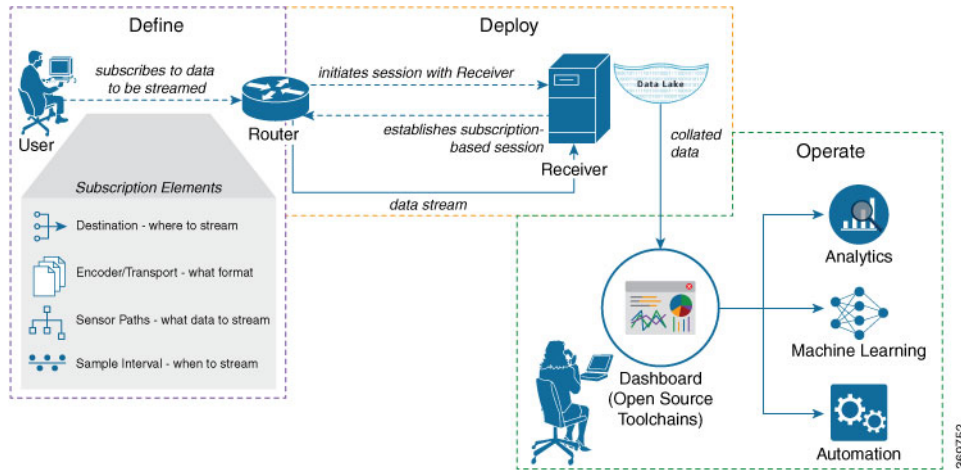 Define
subscribes to data
to be streamed
User
Router
Subscription Elements
Destination - where to stream
Encoder/Transport - what format
Sensor Paths - what data to stream
Sample Interval - when to stream
Deploy
initiates session with Receiver
establishes subscription-
based session
Receiver
data stream
Data Lake
collated
data
Operate
Dashboard
(Open Source
Toolchains)
Analytics
Machine Learning
Automation